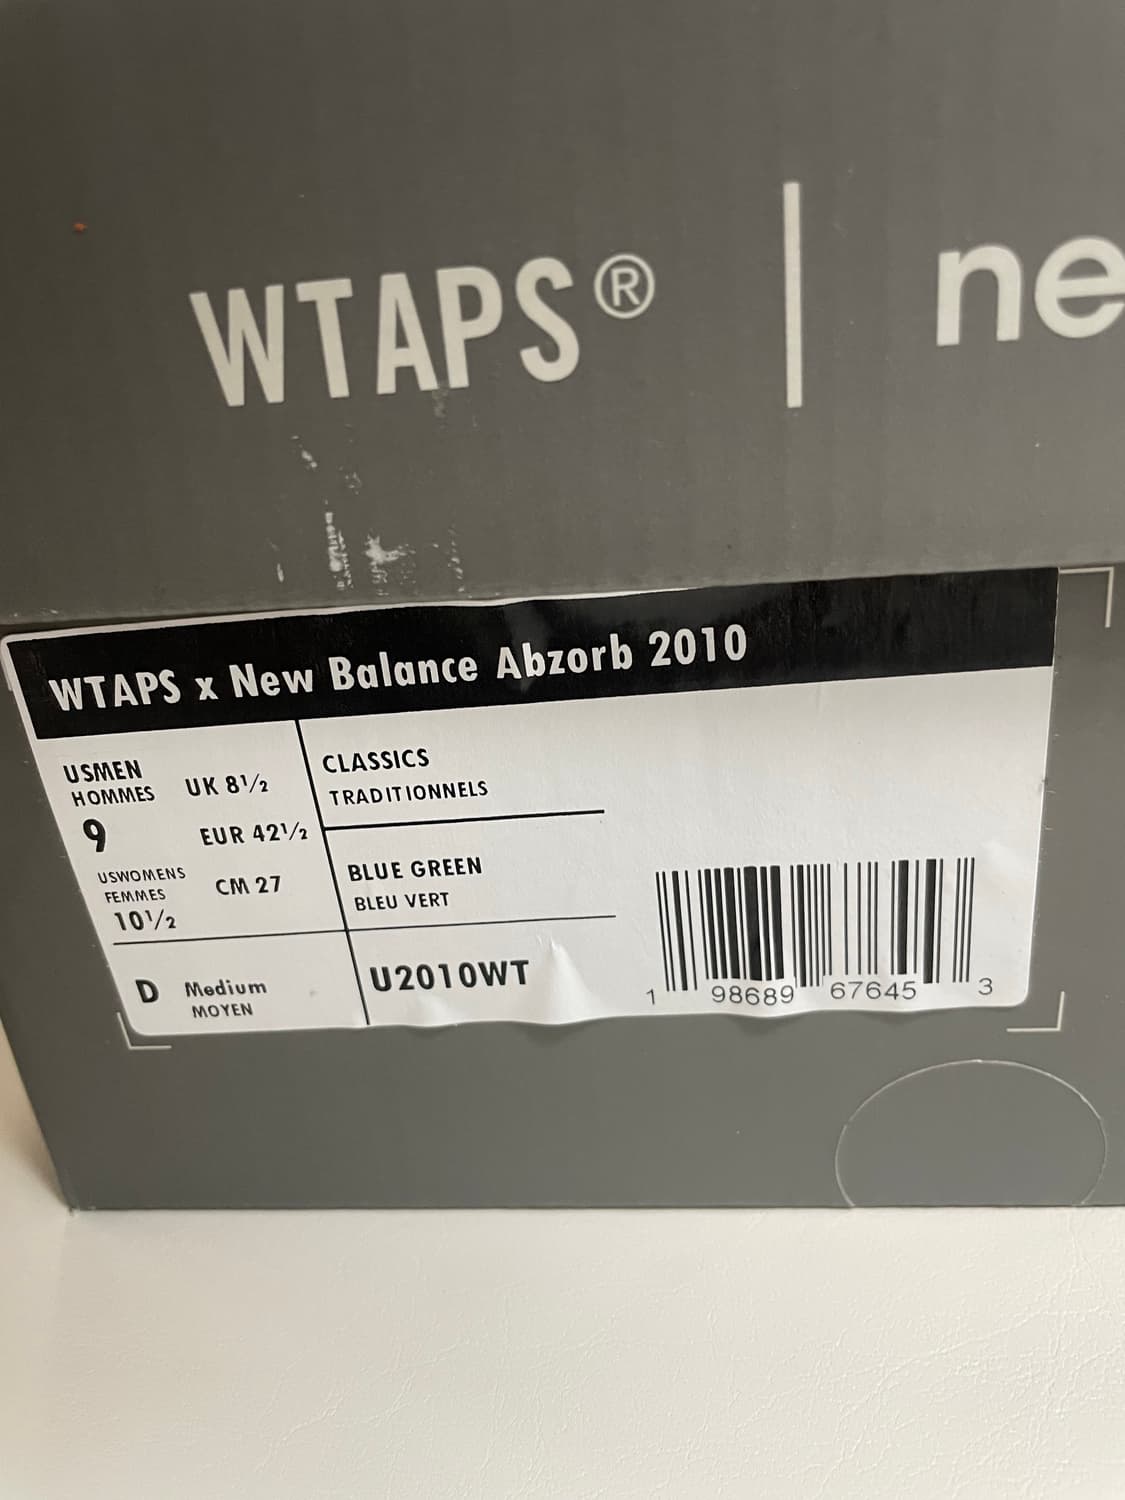 WTAPS® | ne
WTAPS x New Balance Abzorb 2010
USMEN
HOMMES
9
UK 8½
EUR 42½
CM 27
USWOMENS
FEMMES
10½
D Medium
MOYEN
CLASSICS
TRADITIONNELS
BLUE GREEN
BLEU VERT
U2010WT
1 98689 67645 3